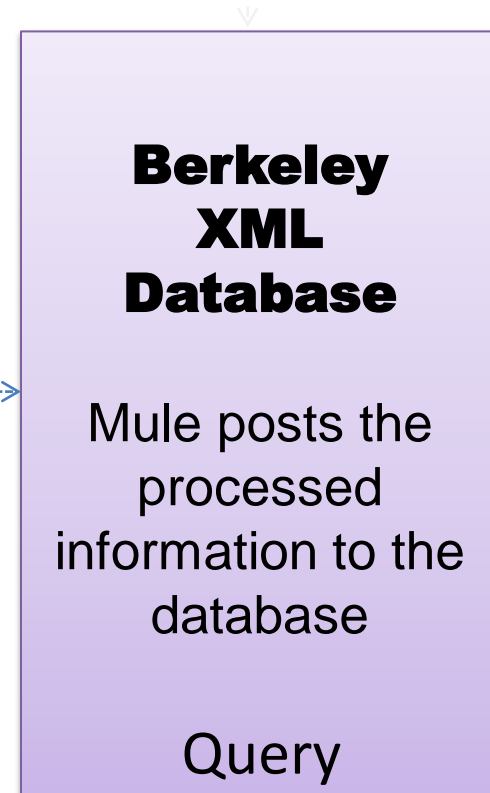 Berkeley
XML
Database
Mule posts the
processed
information to the
database
Query